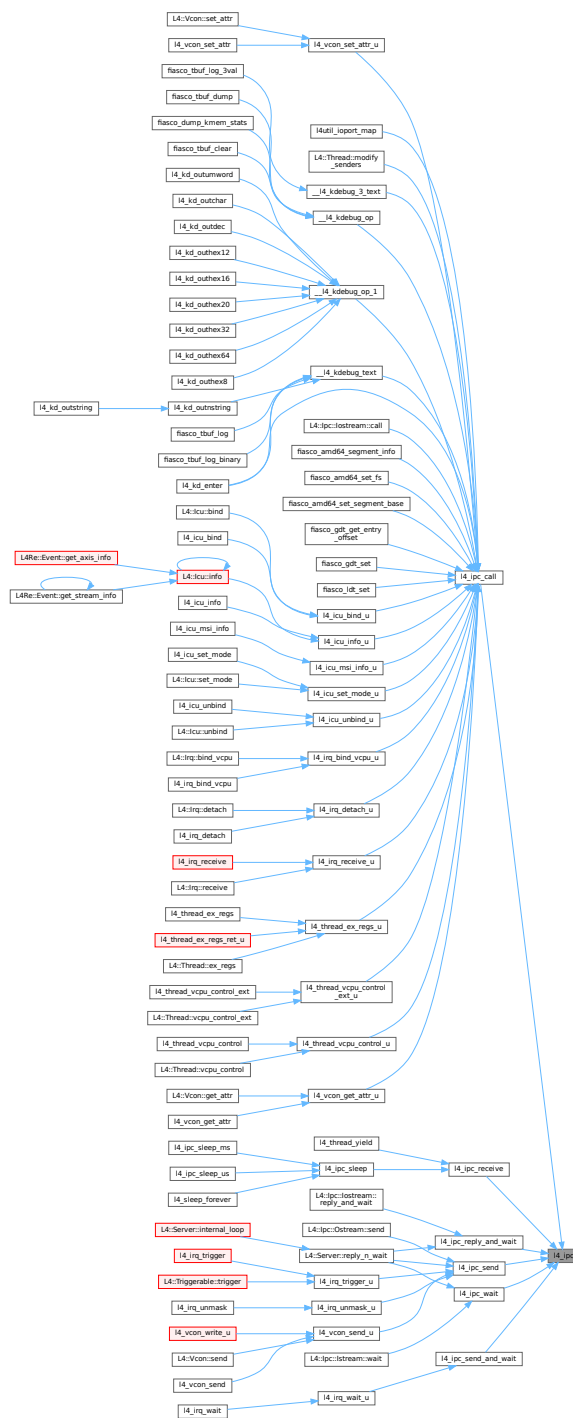 L4::Vcon::set_attr
l4_vcon_set_attr
l4_vcon_set_attr_u
fiasco_tbuf_log_3val
fiasco_tbuf_dump
fiasco_dump_kmem_stats
fiasco_tbuf_clear
l4_kd_outumword
l4_kd_outchar
l4_kd_outdec
l4_kd_outhex12
l4_kd_outhex16
l4_kd_outhex20
l4_kd_outhex32
l4_kd_outhex64
l4_kd_outhex8
l4util_ioport_map
L4::Thread::modify
_senders
__l4_kdebug_3_text
__l4_kdebug_op
__l4_kdebug_op_1
__l4_kdebug_text
l4_kd_outstring
l4_kd_outnstring
fiasco_tbuf_log
fiasco_tbuf_log_binary
l4_kd_enter
L4::Ipc::Iostream::call
fiasco_amd64_segment_info
fiasco_amd64_set_fs
fiasco_amd64_set_segment_base
fiasco_gdt_get_entry
_offset
fiasco_gdt_set
fiasco_ldt_set
l4_ipc_call
L4::Icu::bind
l4_icu_bind
l4_icu_bind_u
L4Re::Event::get_axis_info
L4Re::Event::get_stream_info
L4::Icu::info
l4_icu_info
l4_icu_info_u
l4_icu_msi_info
l4_icu_msi_info_u
l4_icu_set_mode
L4::Icu::set_mode
l4_icu_set_mode_u
l4_icu_unbind
L4::Icu::unbind
l4_icu_unbind_u
L4::Irq::bind_vcpu
l4_irq_bind_vcpu
l4_irq_bind_vcpu_u
L4::Irq::detach
l4_irq_detach
l4_irq_detach_u
l4_irq_receive
L4::Irq::receive
l4_irq_receive_u
l4_thread_ex_regs
l4_thread_ex_regs_ret_u
L4::Thread::ex_regs
l4_thread_ex_regs_u
l4_thread_vcpu_control_ext
L4::Thread::vcpu_control_ext
l4_thread_vcpu_control
_ext_u
l4_thread_vcpu_control
L4::Thread::vcpu_control
l4_thread_vcpu_control_u
L4::Vcon::get_attr
l4_vcon_get_attr
l4_vcon_get_attr_u
l4_thread_yield
l4_ipc_sleep_ms
l4_ipc_sleep_us
l4_sleep_forever
l4_ipc_sleep
l4_ipc_receive
L4::Ipc::Iostream::
reply_and_wait
L4::Ipc::Ostream::send
L4::Server::internal_loop
L4::Server::reply_n_wait
l4_ipc_reply_and_wait
l4_ipc
l4_ipc_send
l4_irq_trigger
L4::Triggerable::trigger
l4_irq_trigger_u
l4_ipc_wait
l4_irq_unmask
l4_irq_unmask_u
l4_vcon_write_u
L4::Vcon::send
l4_vcon_send
l4_vcon_send_u
L4::Ipc::Istream::wait
l4_ipc_send_and_wait
l4_irq_wait
l4_irq_wait_u